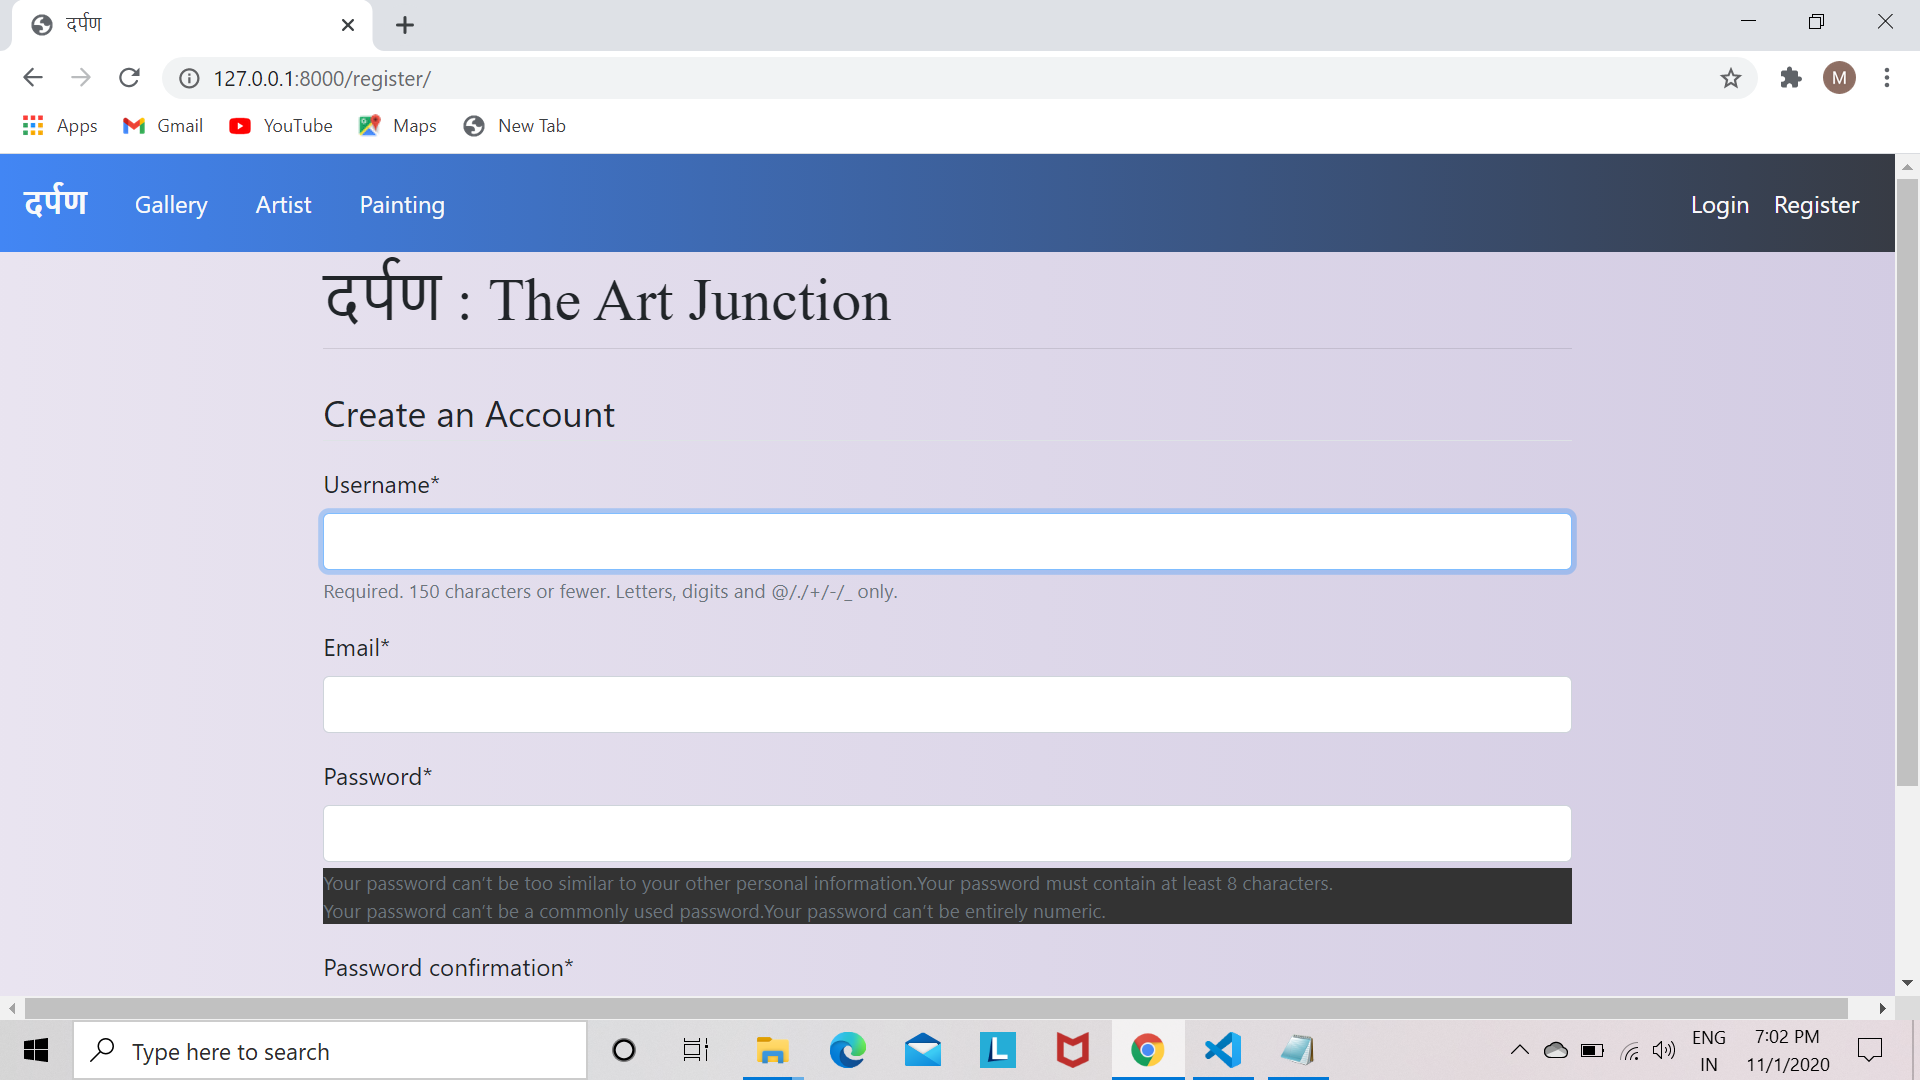 दर्पण
127.0.0.1:8000/register/
M
Apps Gmail YouTube Maps New Tab
दर्पण Gallery Artist Painting Login Register
दर्पण : The Art Junction
Create an Account
Username*
Required. 150 characters or fewer. Letters, digits and @/./+/-/_ only.
Email*
Password*
Your password can't be too similar to your other personal information.Your password must contain at least 8 characters.
Your password can't be a commonly used password.Your password can't be entirely numeric.
Password confirmation*
Type here to search
L
ENG 7:02 PM
IN 11/1/2020